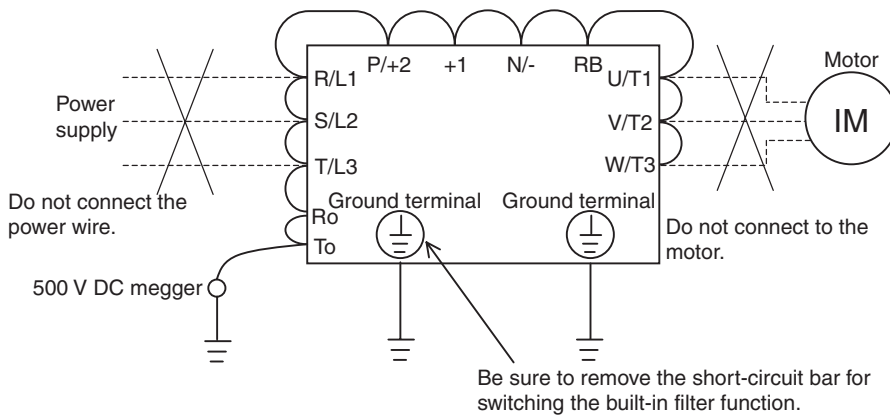 P/+2 +1 N/- RB
R/L1 U/T1
S/L2 V/T2
T/L3 W/T3
Ro
To
Power
supply
Motor
IM
Do not connect the
power wire.
Ground terminal Ground terminal
Do not connect to the
motor.
500 V DC megger
Be sure to remove the short-circuit bar for
switching the built-in filter function.